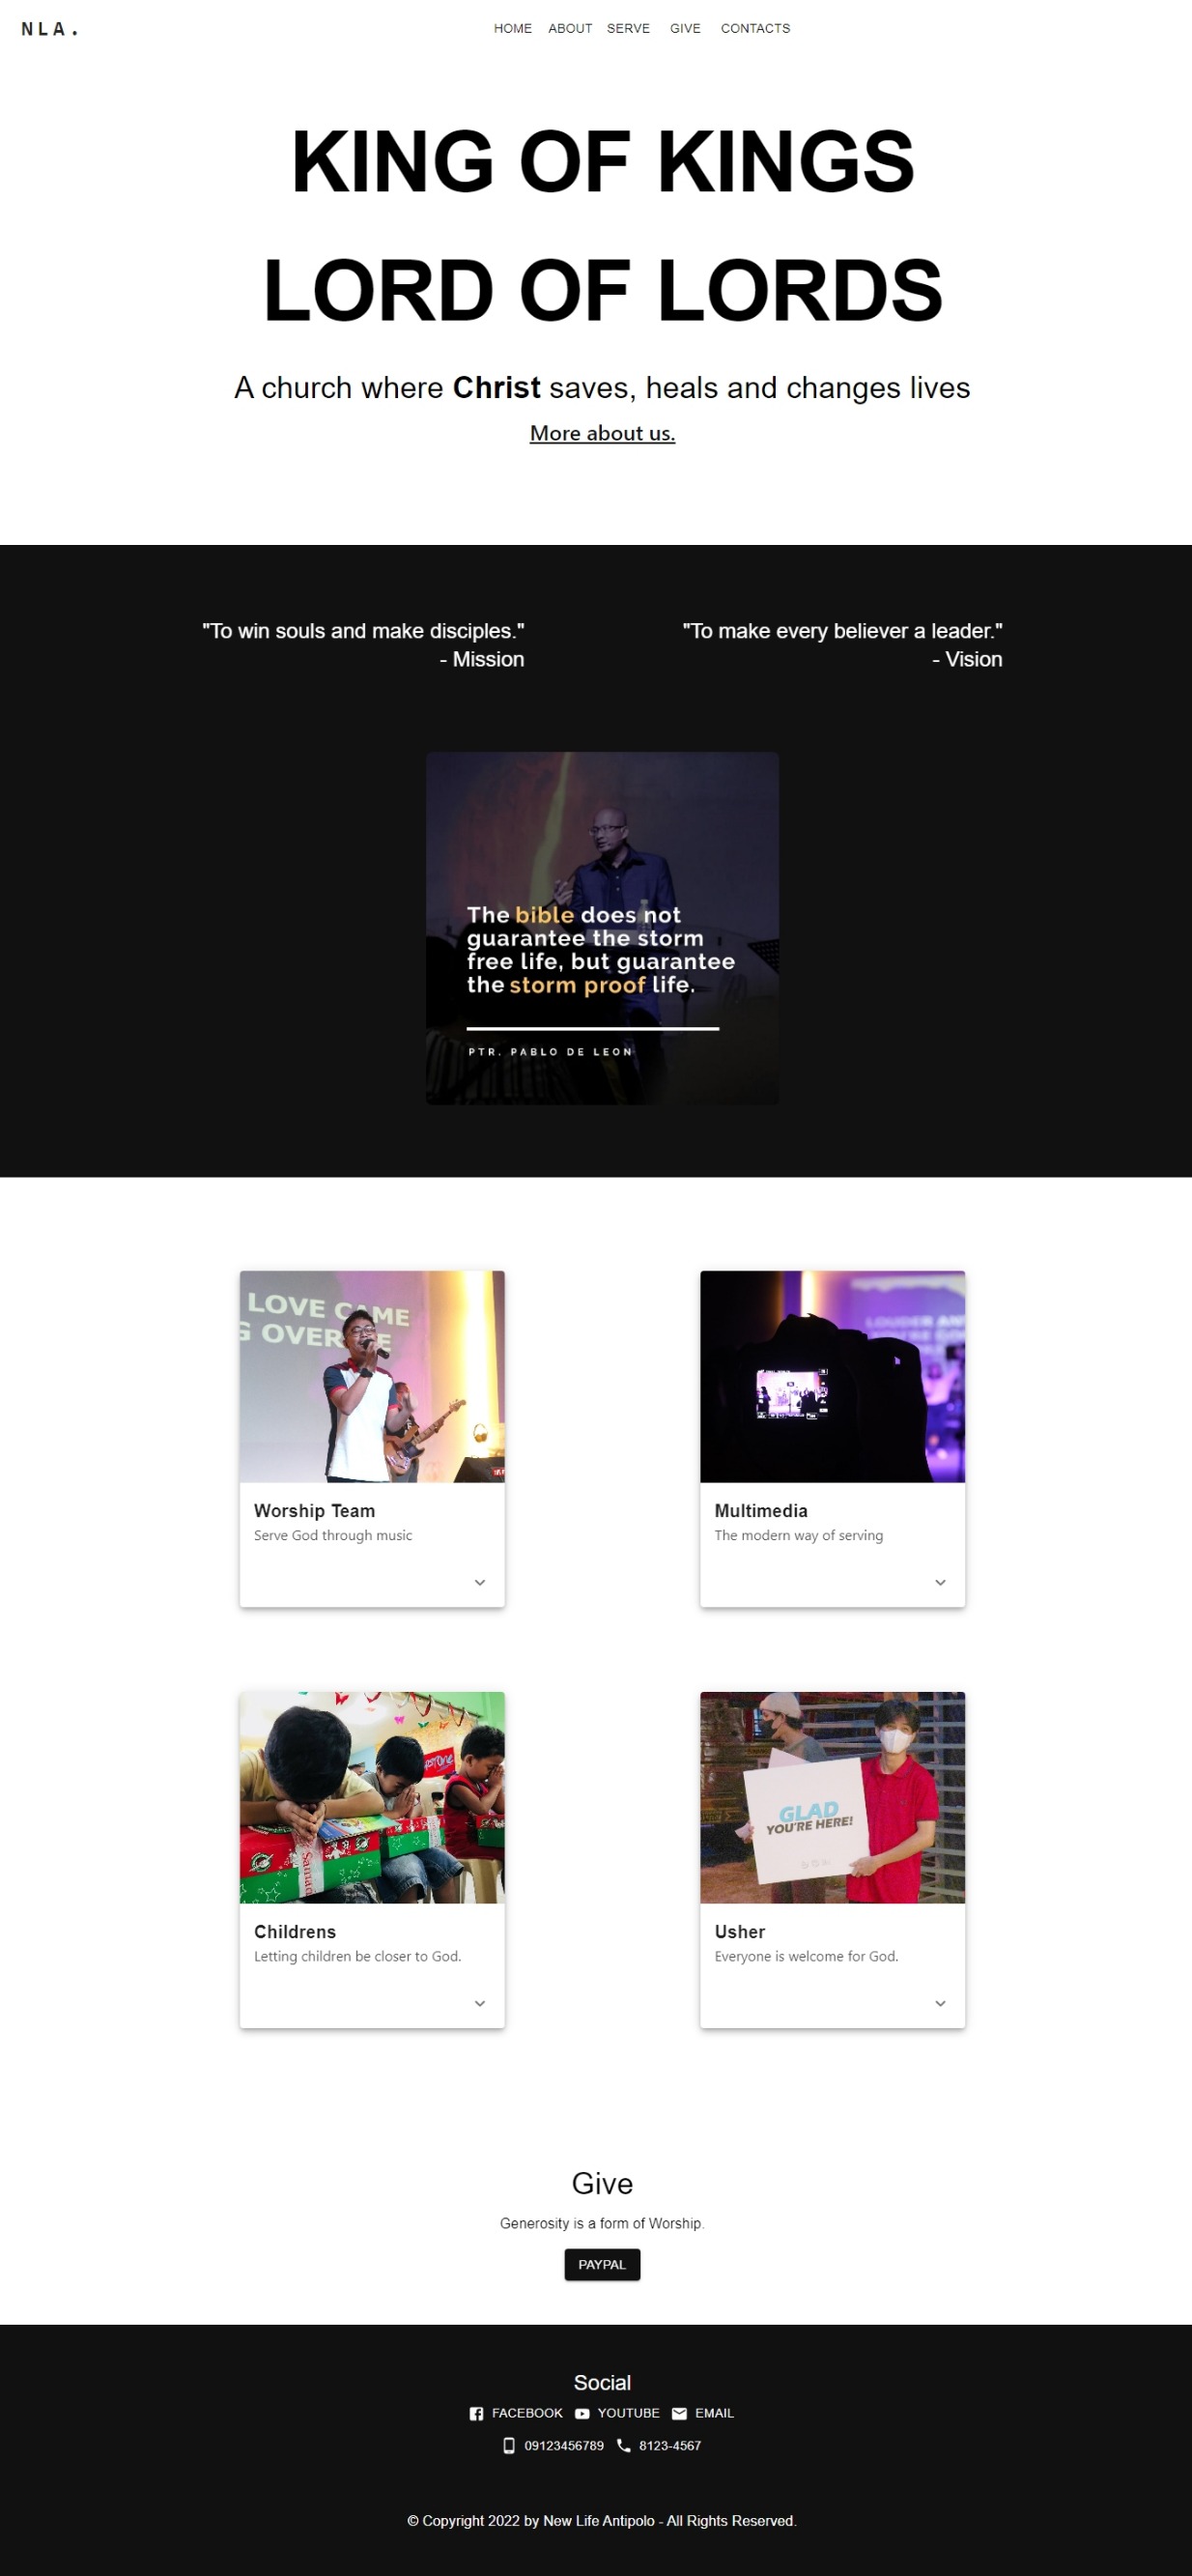 NLA.
HOME ABOUT SERVE GIVE CONTACTS
KING OF KINGS
LORD OF LORDS
A church where Christ saves, heals and changes lives
More about us.
"To win souls and make disciples."
- Mission
"To make every believer a leader."
- Vision
The bible does not
guarantee the storm
free life, but guarantee
the storm proof life.
PTR. PABLO DE LEON
LOVE CAME
G OVER ME
Worship Team
Serve God through music
LOUDER
Multimedia
The modern way of serving
Childrens
Letting children be closer to God.
GLAD
YOU'RE HERE!
Usher
Everyone is welcome for God.
Give
Generosity is a form of Worship.
PAYPAL
Social
FACEBOOK YOUTUBE EMAIL
09123456789 8123-4567
© Copyright 2022 by New Life Antipolo - All Rights Reserved.